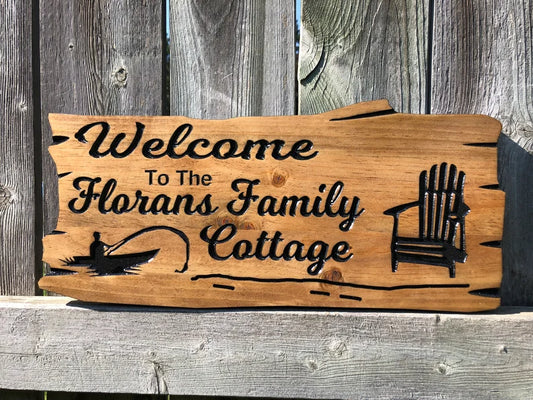 Welcome
To The
Florans Family
Cottage